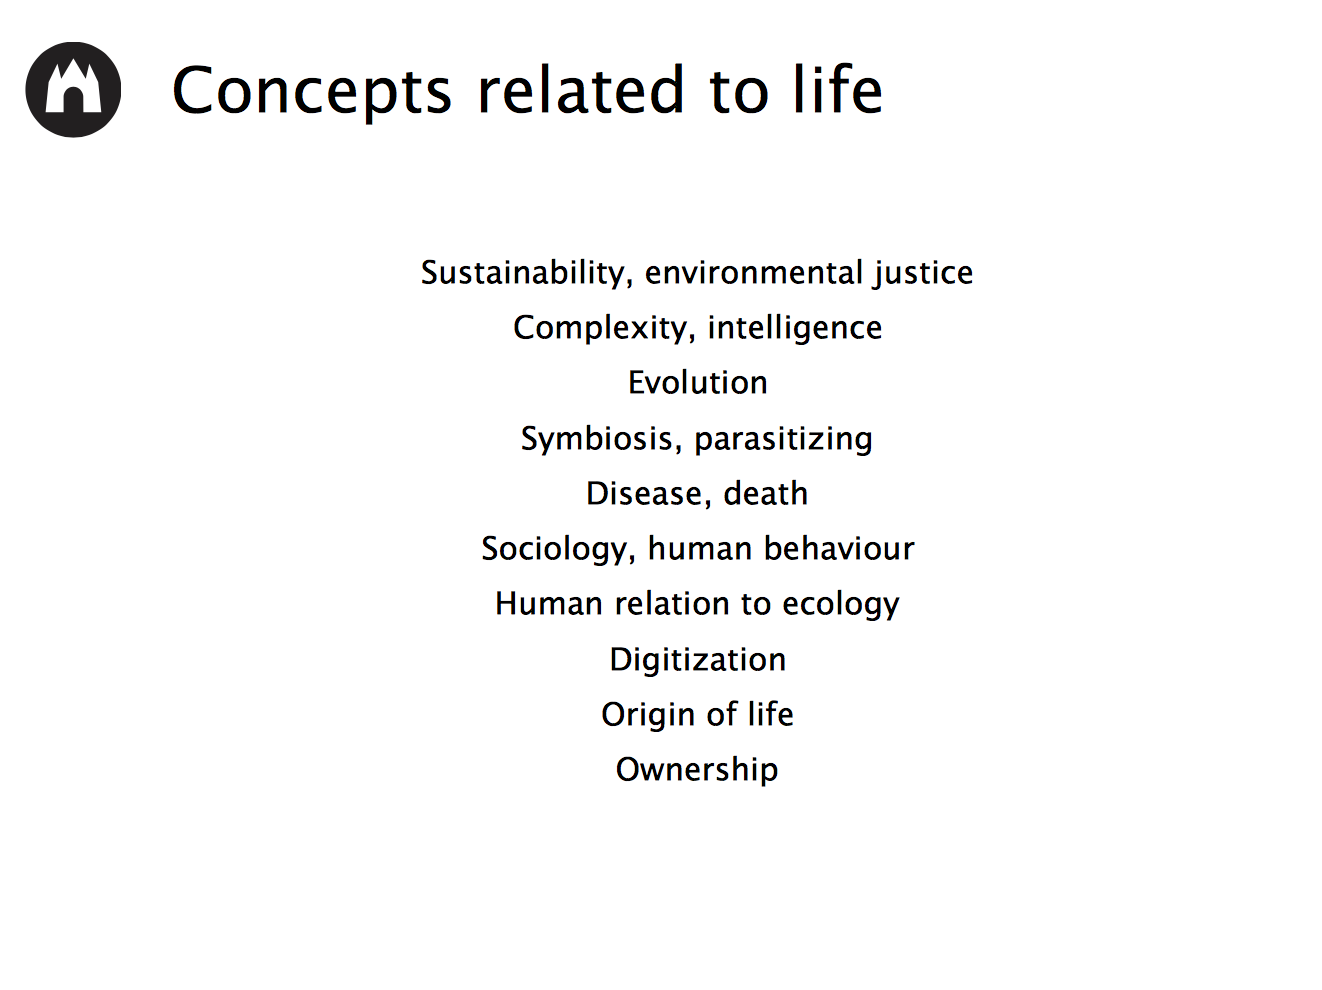 Concepts related to life
Sustainability, environmental justice
Complexity, intelligence
Evolution
Symbiosis, parasitizing
Disease, death
Sociology, human behaviour
Human relation to ecology
Digitization
Origin of life
Ownership